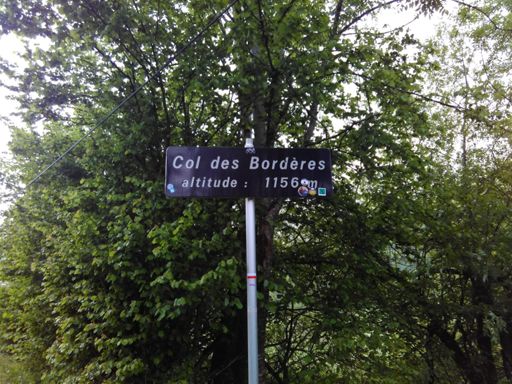 Col des Bordères
altitude : 1156 m